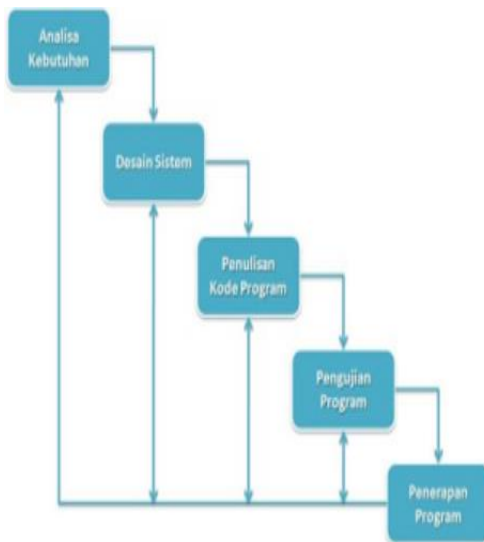 Analisa
Kebutuhan
Desain Sistem
Penulisan
Kode Program
Pengujian
Program
Penerapan
Program